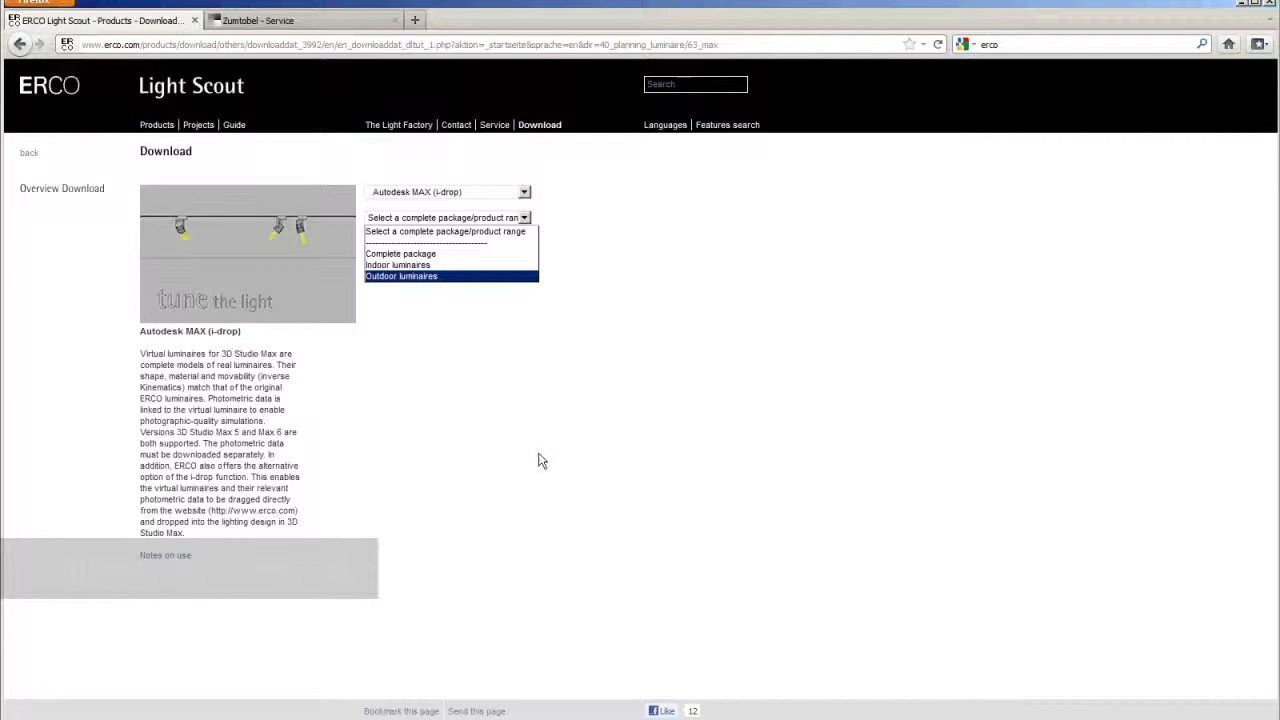 Firefox
ERCO Light Scout - Products - Download...
Zumtobel - Service
www.erco.com/products/download/others/downloaddat_3992/en/en_downloaddat_dltut_1.php?aktion=_startseite&sprache=en&dir=40_planning_luminaire/63_max
erco
ERCO
Light Scout
Search
Products | Projects | Guide
The Light Factory | Contact | Service | Download
Languages | Features search
back
Download
Overview Download
Autodesk MAX (i-drop)
Select a complete package/product ran
Select a complete package/product range
----------------------------------------
Complete package
Indoor luminaires
Outdoor luminaires
tune the light
Autodesk MAX (i-drop)
Virtual luminaires for 3D Studio Max are
complete models of real luminaires. Their
shape, material and movability (inverse
Kinematics) match that of the original
ERCO luminaires. Photometric data is
linked to the virtual luminaire to enable
photographic-quality simulations.
Versions 3D Studio Max 5 and Max 6 are
both supported. The photometric data
must be downloaded separately. In
addition, ERCO also offers the alternative
option of the i-drop function. This enables
the virtual luminaires and their relevant
photometric data to be dragged directly
from the website (http://www.erco.com)
and dropped into the lighting design in 3D
Studio Max.
Notes on use
Bookmark this page
Send this page
Like
12